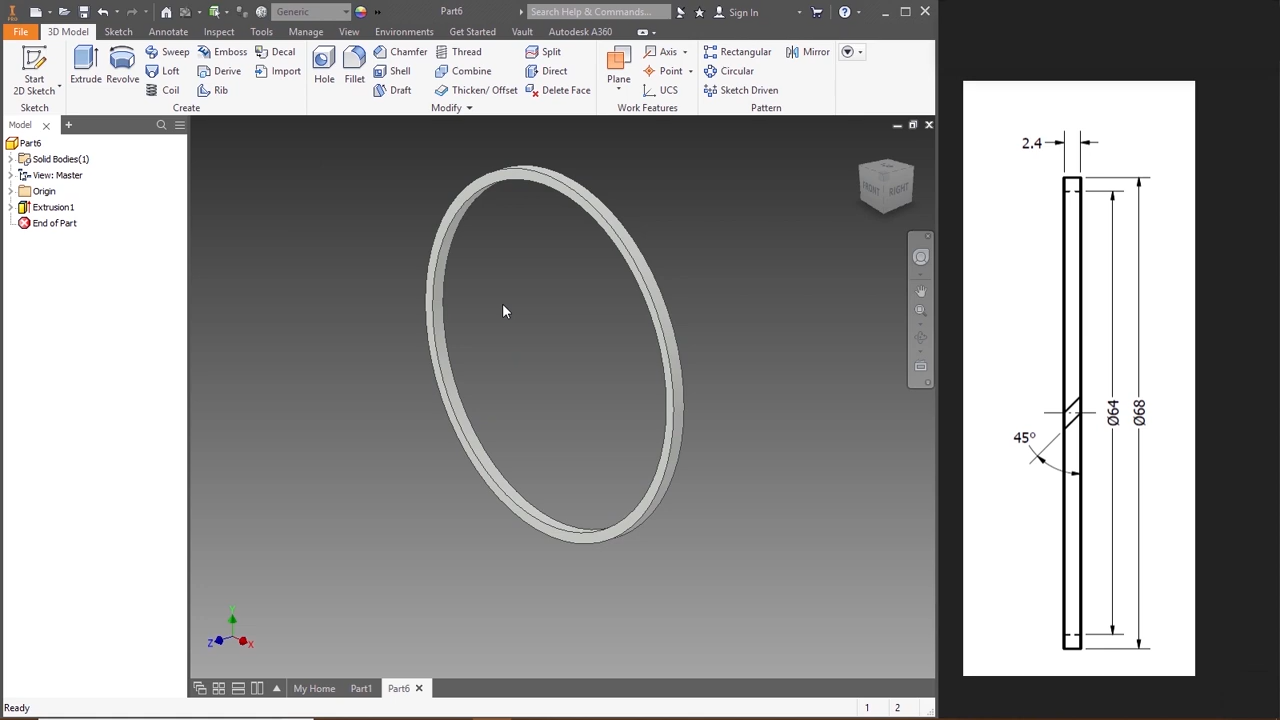 Generic
Part6
Search Help & Commands...
Sign In
File
3D Model
Sketch
Annotate
Inspect
Tools
Manage
View
Environments
Get Started
Vault
Autodesk A360
Start
2D Sketch
Extrude
Revolve
Sweep
Emboss
Decal
Loft
Derive
Import
Coil
Rib
Hole
Fillet
Chamfer
Thread
Split
Shell
Combine
Direct
Draft
Thicken/ Offset
Delete Face
Plane
Axis
Point
UCS
Rectangular
Mirror
Circular
Sketch Driven
Sketch
Create
Modify
Work Features
Pattern
Model
Part6
Solid Bodies(1)
View: Master
Origin
Extrusion1
End of Part
FRONT
RIGHT
Y
Z
X
2.4
Ø64
Ø68
45°
My Home
Part1
Part6
Ready
1
2